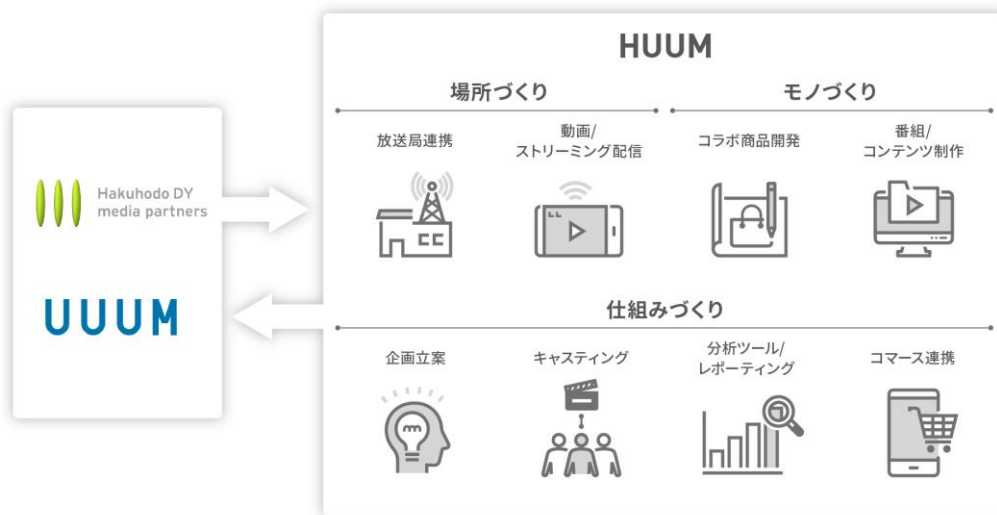 Hakuhodo DY
media partners
UUUM
HUUM
場所づくり
モノづくり
放送局連携
動画/
ストリーミング配信
コラボ商品開発
番組/
コンテンツ制作
仕組みづくり
企画立案
キャスティング
分析ツール/
レポーティング
コマース連携